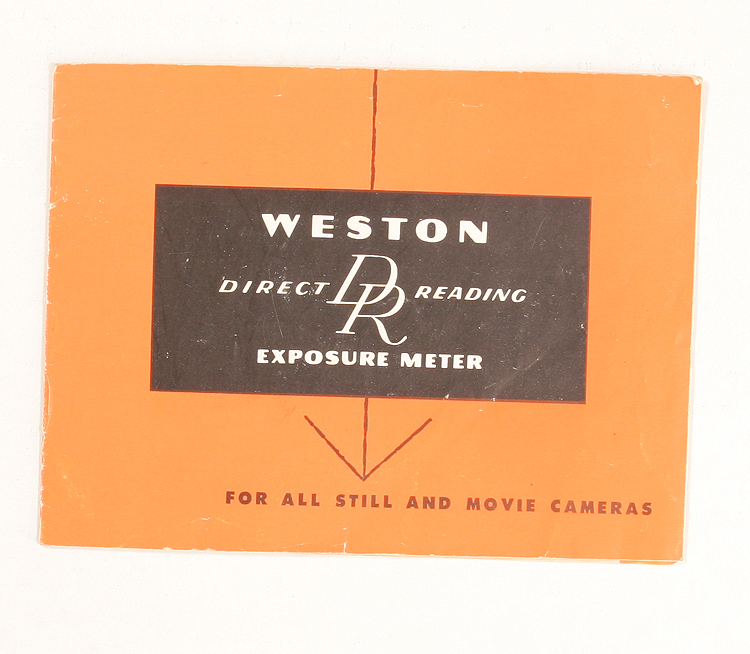 WESTON
DIRECT DR READING
EXPOSURE METER
FOR ALL STILL AND MOVIE CAMERAS